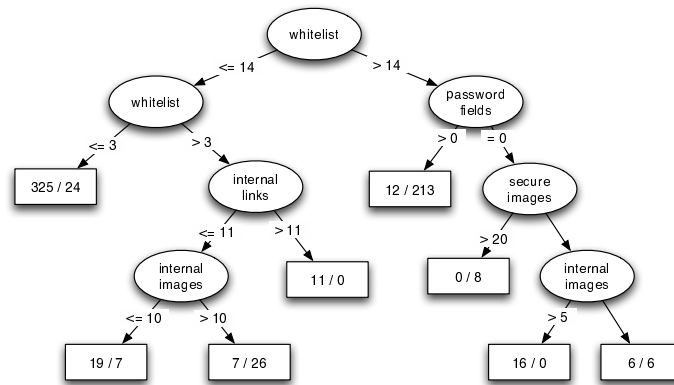 whitelist
<= 14
> 14
whitelist
password
fields
<= 3
> 3
> 0
= 0
325 / 24
internal
links
12 / 213
secure
images
<= 11
> 11
> 20
internal
images
11 / 0
0 / 8
internal
images
<= 10
> 10
> 5
19 / 7
7 / 26
16 / 0
6 / 6